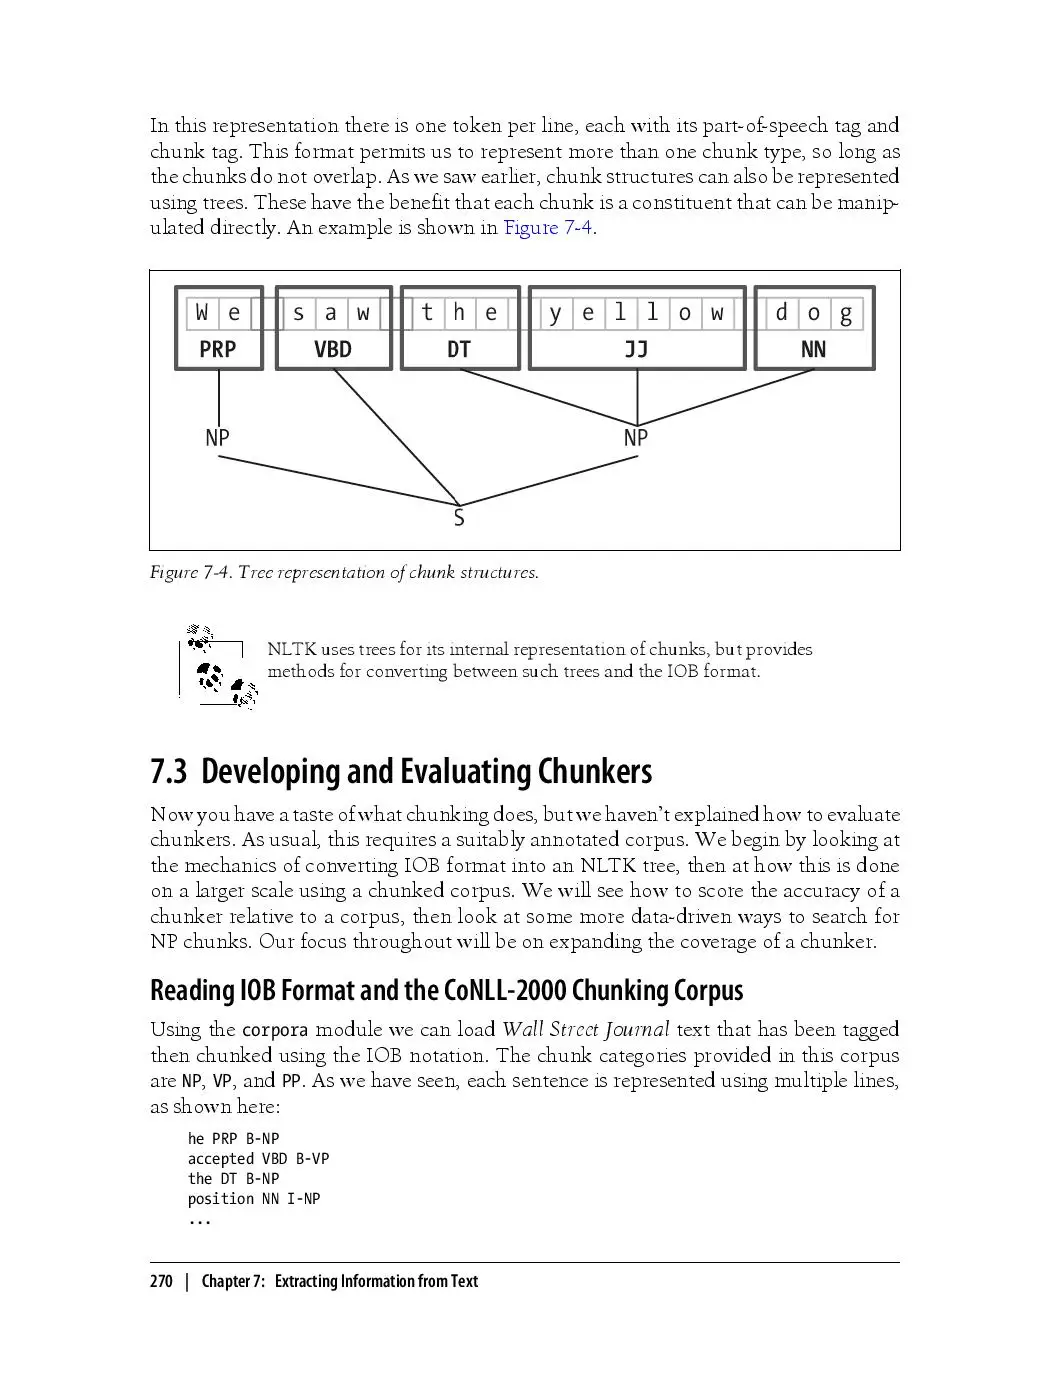 In this representation there is one token per line, each with its part-of-speech tag and
chunk tag. This format permits us to represent more than one chunk type, so long as
the chunks do not overlap. As we saw earlier, chunk structures can also be represented
using trees. These have the benefit that each chunk is a constituent that can be manip-
ulated directly. An example is shown in Figure 7-4.
We saw the yellow dog
PRP VBD DT JJ NN
NP NP
S
Figure 7-4. Tree representation of chunk structures.
NLTK uses trees for its internal representation of chunks, but provides
methods for converting between such trees and the IOB format.
7.3 Developing and Evaluating Chunkers
Now you have a taste of what chunking does, but we haven’t explained how to evaluate
chunkers. As usual, this requires a suitably annotated corpus. We begin by looking at
the mechanics of converting IOB format into an NLTK tree, then at how this is done
on a larger scale using a chunked corpus. We will see how to score the accuracy of a
chunker relative to a corpus, then look at some more data-driven ways to search for
NP chunks. Our focus throughout will be on expanding the coverage of a chunker.
Reading IOB Format and the CoNLL-2000 Chunking Corpus
Using the corpora module we can load Wall Street Journal text that has been tagged
then chunked using the IOB notation. The chunk categories provided in this corpus
are NP, VP, and PP. As we have seen, each sentence is represented using multiple lines,
as shown here:
he PRP B-NP
accepted VBD B-VP
the DT B-NP
position NN I-NP
...
270 | Chapter 7: Extracting Information from Text